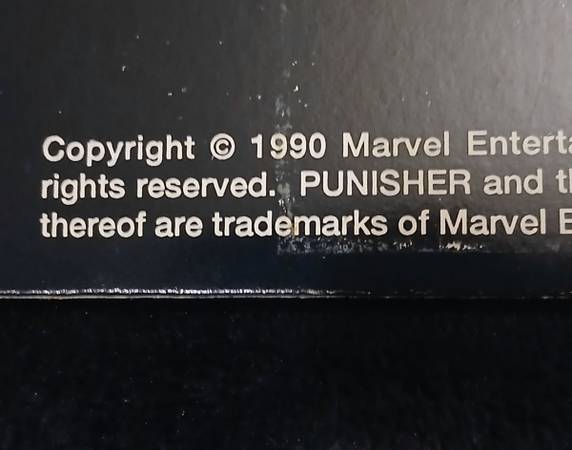 Copyright © 1990 Marvel Enterta
rights reserved. PUNISHER and th
thereof are trademarks of Marvel E